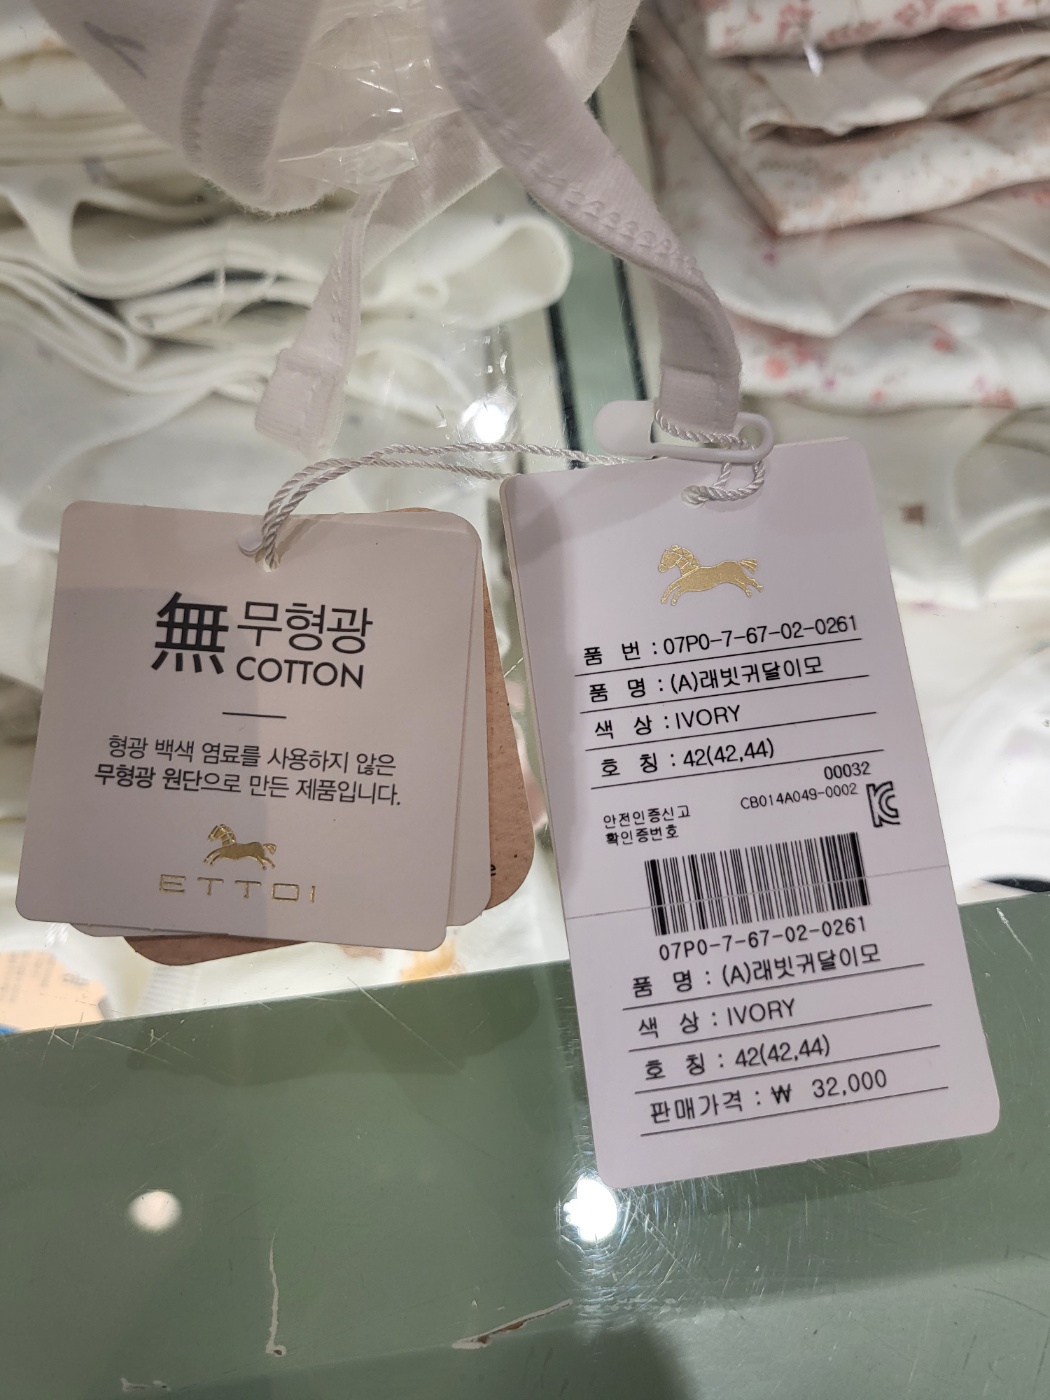 無 무형광
COTTON
형광 백색 염료를 사용하지 않은
무형광 원단으로 만든 제품입니다.
ETTOI
e
품 번 : 07P0-7-67-02-0261
품 명 : (A)래빗귀달이모
색 상 : IVORY
호 칭 : 42(42,44)
00032
안전인증신고 CB014A049-0002
확인증번호
07P0-7-67-02-0261
품 명 : (A)래빗귀달이모
색 상 : IVORY
호 칭 : 42(42,44)
판매가격 : ₩ 32,000